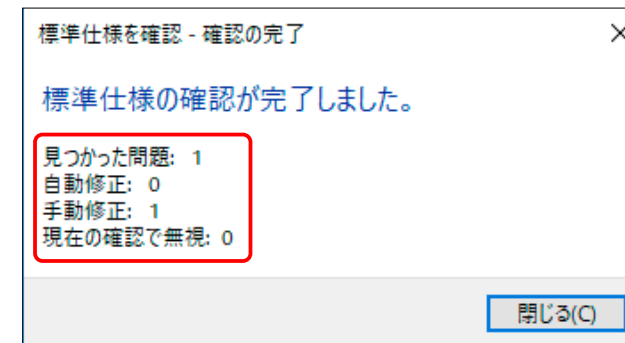 標準仕様を確認 - 確認の完了
標準仕様の確認が完了しました。
見つかった問題: 1
自動修正: 0
手動修正: 1
現在の確認で無視: 0
閉じる(C)